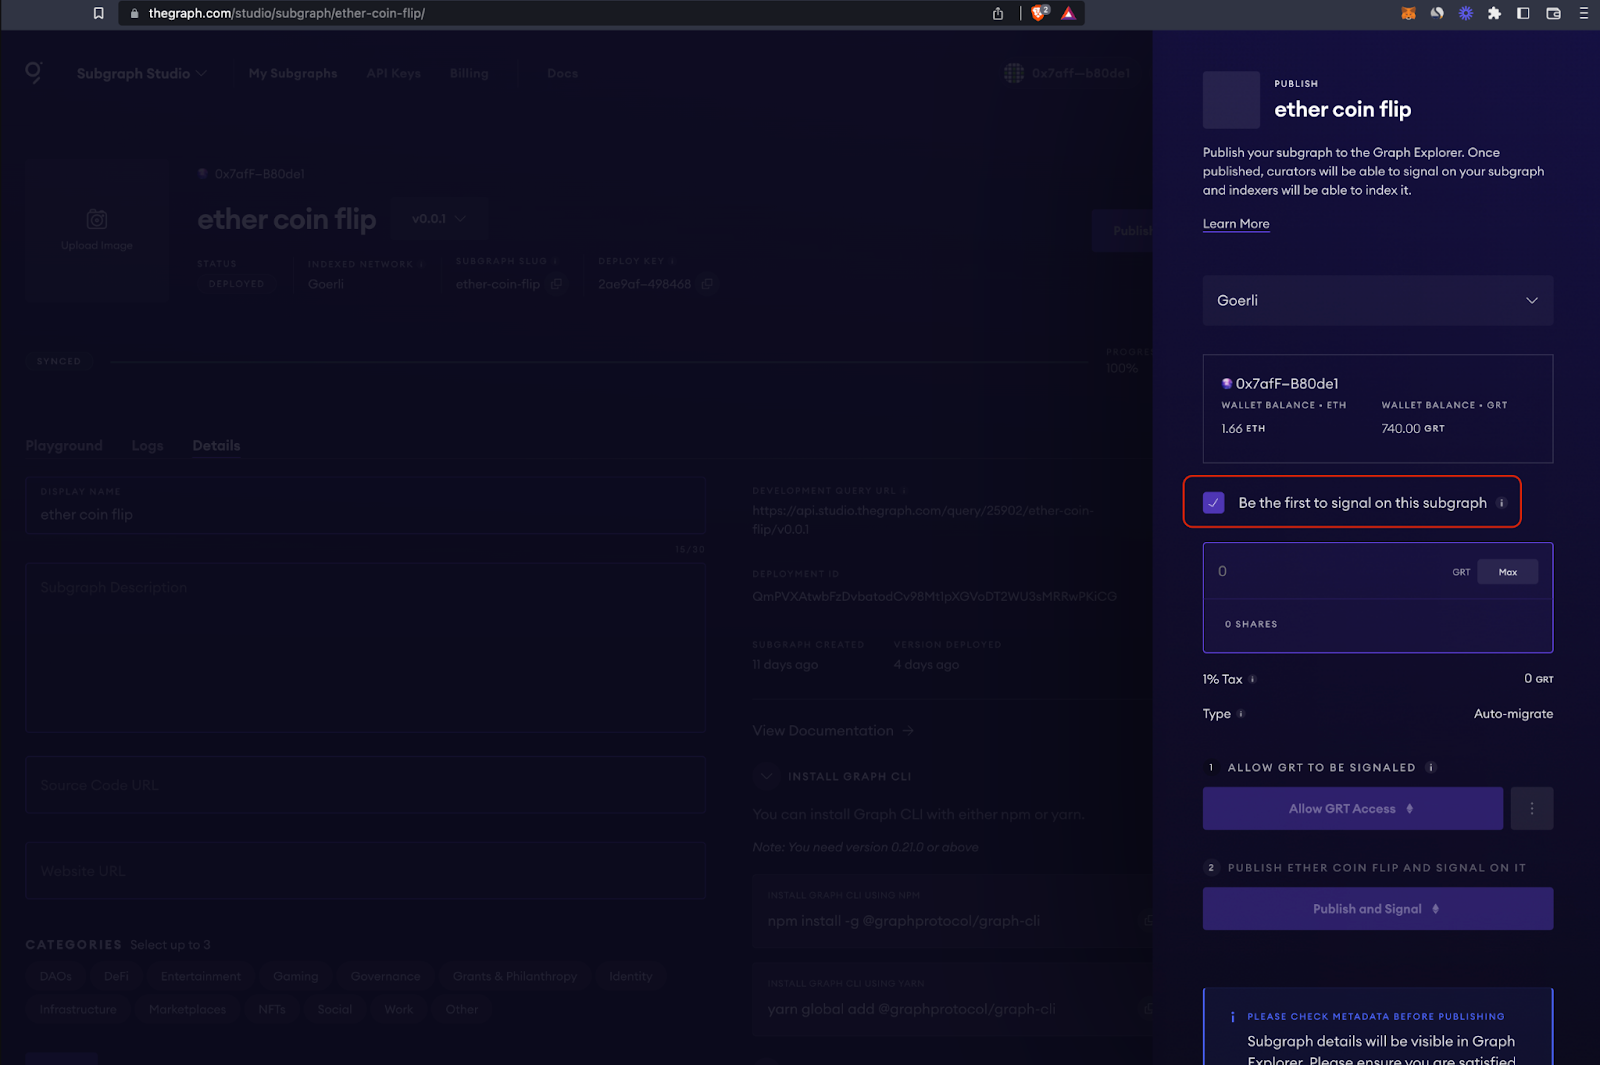 thegraph.com/studio/subgraph/ether-coin-flip/
2
Subgraph Studio
My Subgraphs
API Keys
Billing
Docs
0x7aff–b80de1
0x7afF–B80de1
Upload Image
ether coin flip
v0.0.1
Publish
STATUS
DEPLOYED
INDEXED NETWORK
Goerli
SUBGRAPH SLUG
ether-coin-flip
DEPLOY KEY
2ae9af–498468
SYNCED
PROGRE
100%
Playground
Logs
Details
DISPLAY NAME
ether coin flip
Subgraph Description
Source Code URL
Website URL
CATEGORIES Select up to 3
DAOs
DeFi
Entertainment
Gaming
Governance
Grants & Philanthropy
Identity
Infrastructure
Marketplaces
NFTs
Social
Work
Other
DEVELOPMENT QUERY URL
https://api.studio.thegraph.com/query/25902/ether-coin-
flip/v0.0.1
DEPLOYMENT ID
SUBGRAPH CREATED
11 days ago
VERSION DEPLOYED
4 days ago
View Documentation →
INSTALL GRAPH CLI
You can install Graph CLI with either npm or yarn.
Note: You need version 0.21.0 or above
INSTALL GRAPH CLI USING NPM
npm install -g @graphprotocol/graph-cli
INSTALL GRAPH CLI USING YARN
yarn global add @graphprotocol/graph-cli
PUBLISH
ether coin flip
Publish your subgraph to the Graph Explorer. Once
published, curators will be able to signal on your subgraph
and indexers will be able to index it.
Learn More
Goerli
0x7afF–B80de1
WALLET BALANCE • ETH
1.66 ETH
WALLET BALANCE • GRT
740.00 GRT
Be the first to signal on this subgraph
0
GRT
Max
0 SHARES
1% Tax
0 GRT
Type
Auto-migrate
1 ALLOW GRT TO BE SIGNALED
Allow GRT Access
2 PUBLISH ETHER COIN FLIP AND SIGNAL ON IT
Publish and Signal
PLEASE CHECK METADATA BEFORE PUBLISHING
Subgraph details will be visible in Graph
Explorer. Please ensure you are satisfied